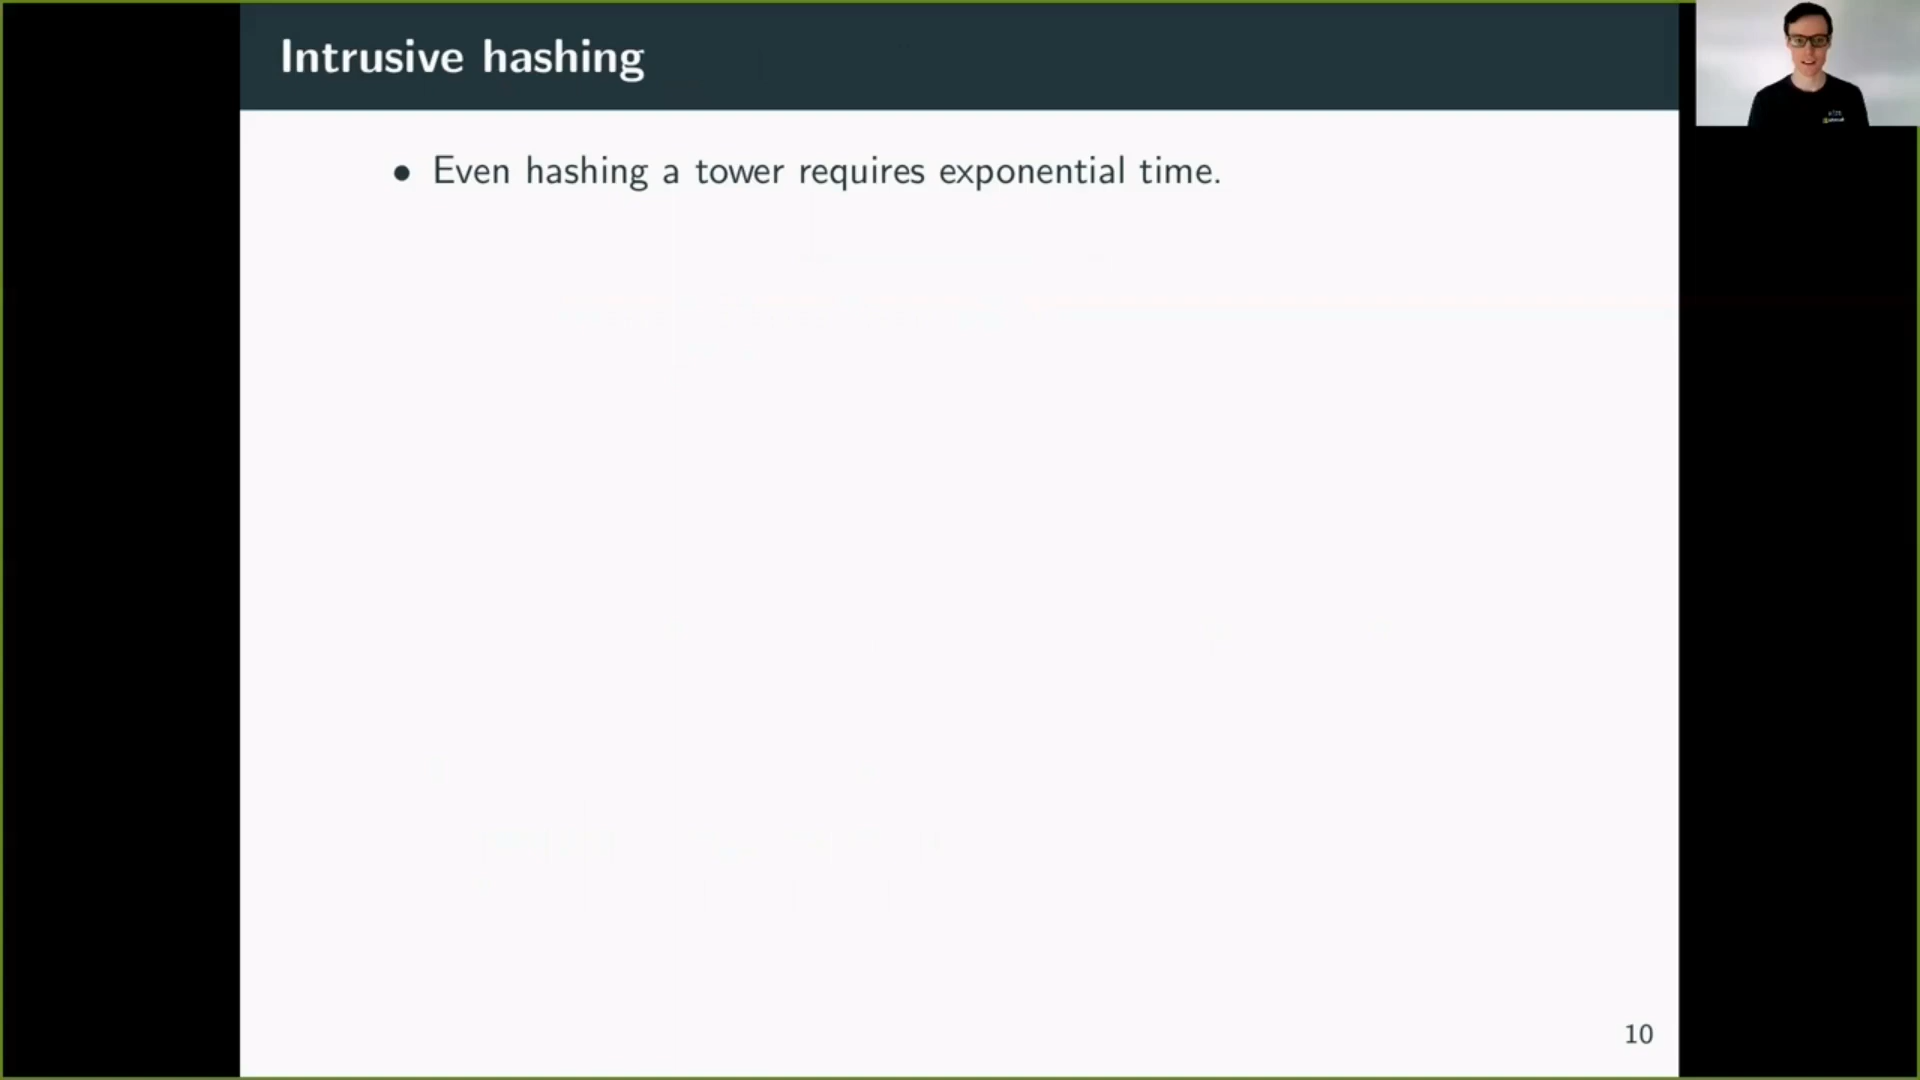 Intrusive hashing
• Even hashing a tower requires exponential time.
10